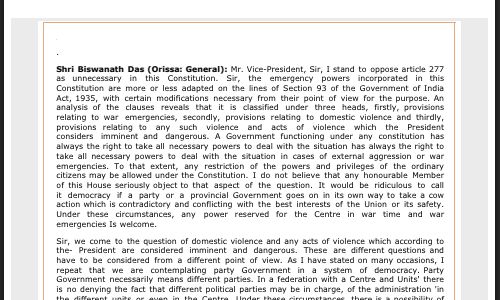 Shri Biswanath Das (Orissa: General): Mr. Vice-President, Sir, I stand to oppose article 277
as unnecessary in this Constitution. Sir, the emergency powers incorporated in this
Constitution are more or less adapted on the lines of Section 93 of the Government of India
Act, 1935, with certain modifications necessary from their point of view for the purpose. An
analysis of the clauses reveals that it is classified under three heads, firstly, provisions
relating to war emergencies, secondly, provisions relating to domestic violence and thirdly,
provisions relating to any such violence and acts of violence which the President
considers imminent and dangerous. A Government functioning under any constitution has
always the right to take all necessary powers to deal with the situation has always the right to
take all necessary powers to deal with the situation in cases of external aggression or war
emergencies. To that extent, any restriction of the powers and privileges of the ordinary
citizens may be allowed under the Constitution. I do not believe that any honourable Member
of this House seriously object to that aspect of the question. It would be ridiculous to call
it democracy if a party or a provincial Government goes on in its own way to take a cow
action which is contradictory and conflicting with the best interests of the Union or its safety.
Under these circumstances, any power reserved for the Centre in war time and war
emergencies Is welcome.
Sir, we come to the question of domestic violence and any acts of violence which according to
the- President are considered imminent and dangerous. These are different questions and
have to be considered from a different point of view. As I have stated on many occasions, I
repeat that we are contemplating party Government in a system of democracy. Party
Government necessarily means different parties. In a federation with a Centre and Units' there
is no denying the fact that different political parties may be in charge, of the administration 'in
the different units or even in the Centre. Under these circumstances, there is a possibility of